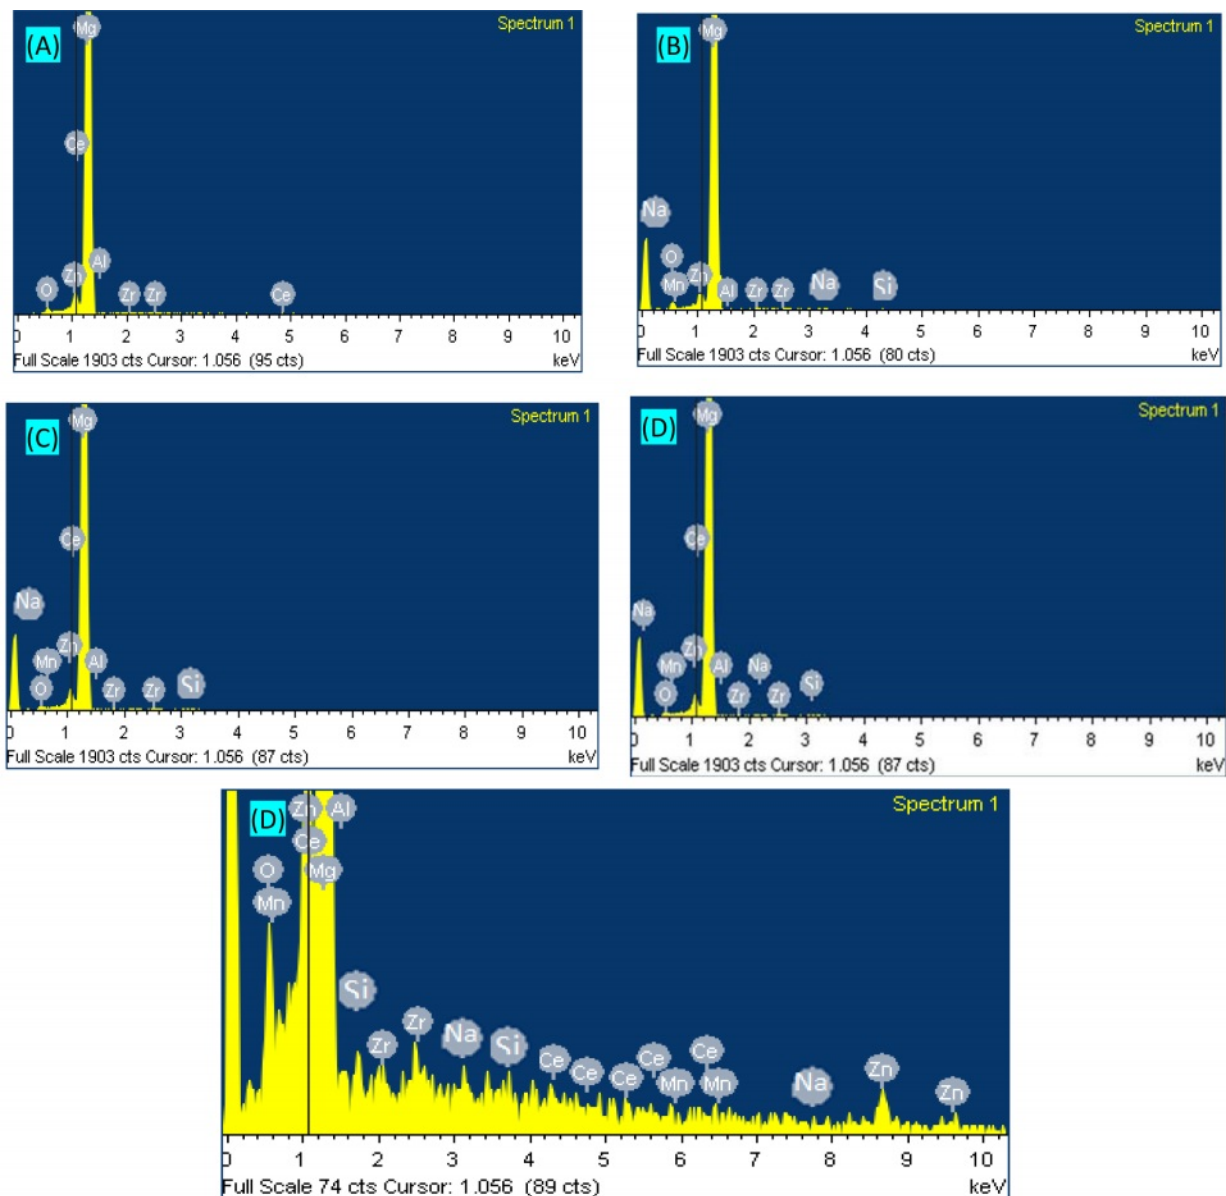 (A)
Spectrum 1
Mg
Ce
Al
Zn
O
Zr
Zr
Ce
0 1 2 3 4 5 6 7 8 9 10
Full Scale 1903 cts Cursor: 1.056 (95 cts)
keV
(B)
Spectrum 1
Mg
Na
O
Zn
Mn
Al
Zr
Zr
Na
Si
0 1 2 3 4 5 6 7 8 9 10
Full Scale 1903 cts Cursor: 1.056 (80 cts)
keV
(C)
Spectrum 1
Mg
Ce
Na
Zn
Mn
Al
O
Zr
Zr
Si
0 1 2 3 4 5 6 7 8 9 10
Full Scale 1903 cts Cursor: 1.056 (87 cts)
keV
(D)
Spectrum 1
Mg
Ce
Na
Zn
Mn
Al
Na
O
Zr
Zr
Si
0 1 2 3 4 5 6 7 8 9 10
Full Scale 1903 cts Cursor: 1.056 (87 cts)
keV
(D)
Spectrum 1
Zn
Al
Ce
O
Mg
Mn
Si
Zr
Zr
Na
Si
Ce
Ce
Ce
Ce
Mn
Ce
Mn
Na
Zn
Zn
0 1 2 3 4 5 6 7 8 9 10
Full Scale 74 cts Cursor: 1.056 (89 cts)
keV